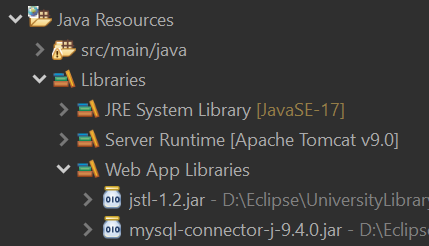 Java Resources
src/main/java
Libraries
JRE System Library [JavaSE-17]
Server Runtime [Apache Tomcat v9.0]
Web App Libraries
jstl-1.2.jar - D:\Eclipse\UniversityLibrary
mysql-connector-j-9.4.0.jar - D:\Eclipse